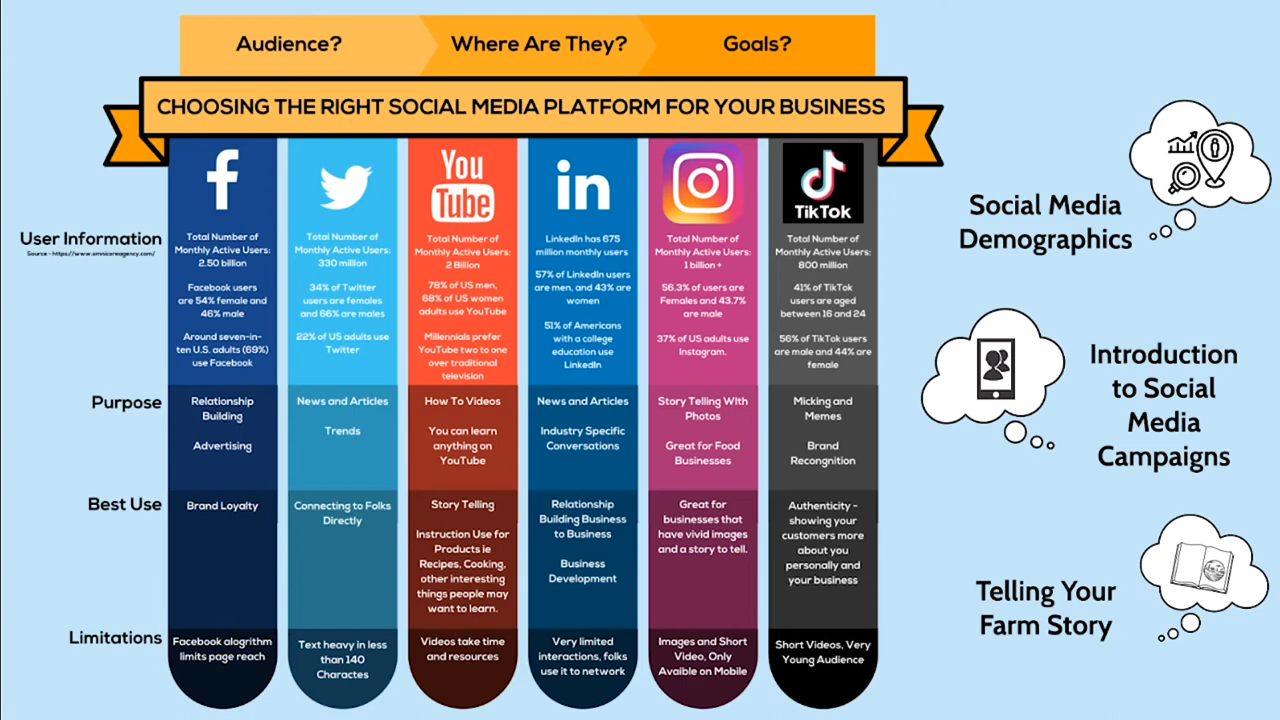 Audience?
Where Are They?
Goals?
CHOOSING THE RIGHT SOCIAL MEDIA PLATFORM FOR YOUR BUSINESS
User Information
Source - https://www.omnicoreagency.com/
f
Total Number of
Monthly Active Users:
2.50 billion
Facebook users
are 54% female and
46% male
Around seven-in-
ten U.S. adults (69%)
use Facebook
Total Number of
Monthly Active Users:
330 million
34% of Twitter
users are females
and 66% are males
22% of US adults use
Twitter
You
Tube
Total Number of
Monthly Active Users:
2 Billion
78% of US men,
68% of US women
adults use YouTube
Millennials prefer
YouTube two to one
over traditional
television
in
LinkedIn has 675
million monthly users
57% of LinkedIn users
are men, and 43% are
women
51% of Americans
with a college
education use
LinkedIn
Total Number of
Monthly Active Users:
1 billion +
56.3% of users are
Females and 43.7%
are male
37% of US adults use
Instagram.
TikTok
Total Number of
Monthly Active Users:
800 million
41% of TikTok
users are aged
between 16 and 24
56% of TikTok users
are male and 44% are
female
Purpose
Relationship
Building
Advertising
News and Articles
Trends
How To Videos
You can learn
anything on
YouTube
News and Articles
Industry Specific
Conversations
Story Telling WIth
Photos
Great for Food
Businesses
Micking and
Memes
Brand
Recongnition
Best Use
Brand Loyalty
Connecting to Folks
Directly
Story Telling
Instruction Use for
Products ie
Recipes, Cooking,
other interesting
things people may
want to learn.
Relationship
Building Business
to Business
Business
Development
Great for
businesses that
have vivid images
and a story to tell.
Authenticity -
showing your
customers more
about you
personally and
your business
Limitations
Facebook alogrithm
limits page reach
Text heavy in less
than 140
Charactes
Videos take time
and resources
Very limited
interactions, folks
use it to network
Images and Short
Video, Only
Avaible on Mobile
Short Videos, Very
Young Audience
Social Media
Demographics
Introduction
to Social
Media
Campaigns
Telling Your
Farm Story